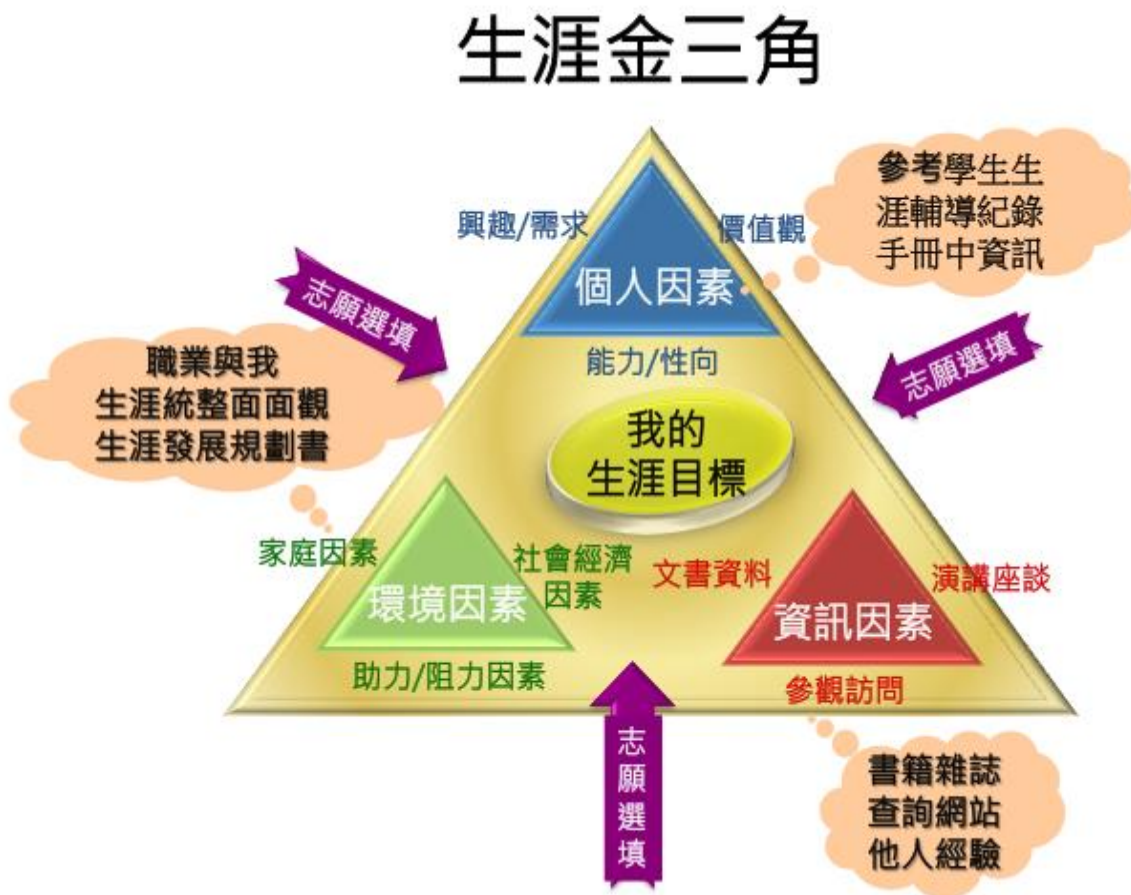 生涯金三角
參考學生生
涯輔導紀錄
手冊中資訊
興趣/需求
價值觀
個人因素
能力/性向
志願選填
志願選填
職業與我
生涯統整面面觀
生涯發展規劃書
我的
生涯目標
家庭因素
社會經濟
因素
環境因素
助力/阻力因素
文書資料
演講座談
資訊因素
參觀訪問
志願選填
書籍雜誌
查詢網站
他人經驗